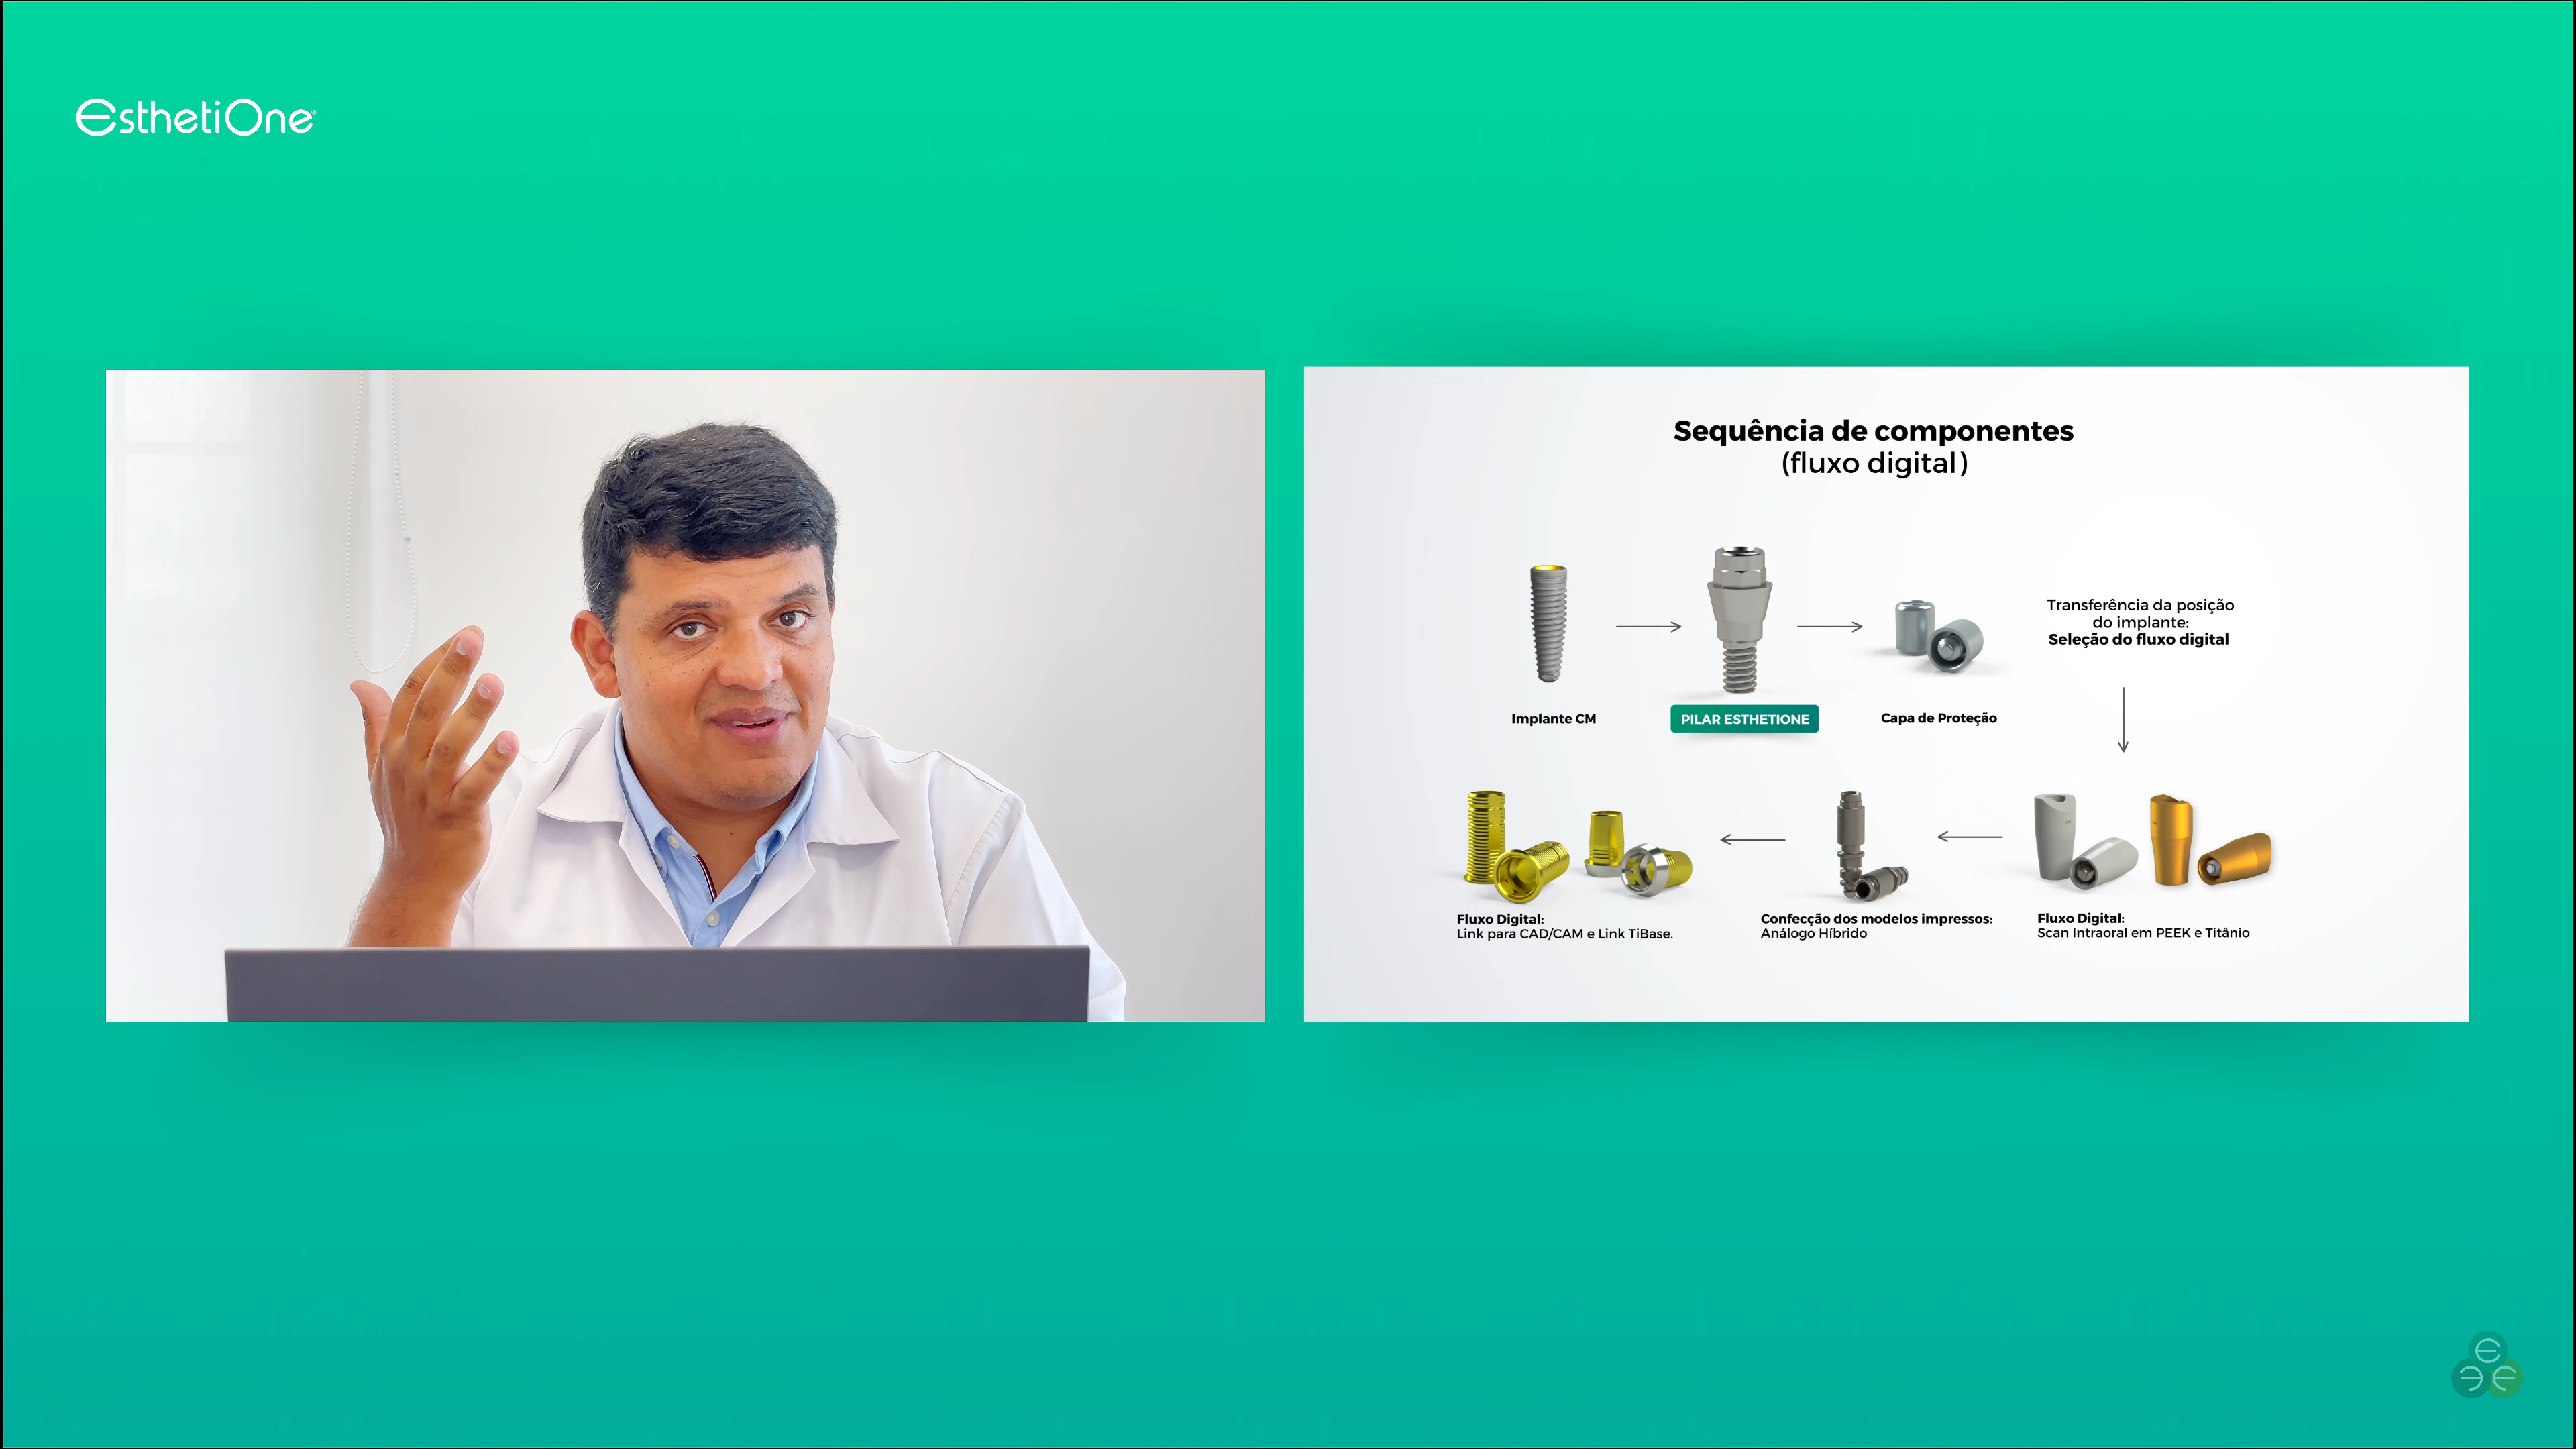 EsthetiOne®
Sequência de componentes
(fluxo digital)
Implante CM
PILAR ESTHETIONE
Capa de Proteção
Transferência da posição
do implante:
Seleção do fluxo digital
Fluxo Digital:
Link para CAD/CAM e Link TiBase.
Confecção dos modelos impressos:
Análogo Híbrido
Fluxo Digital:
Scan Intraoral em PEEK e Titânio